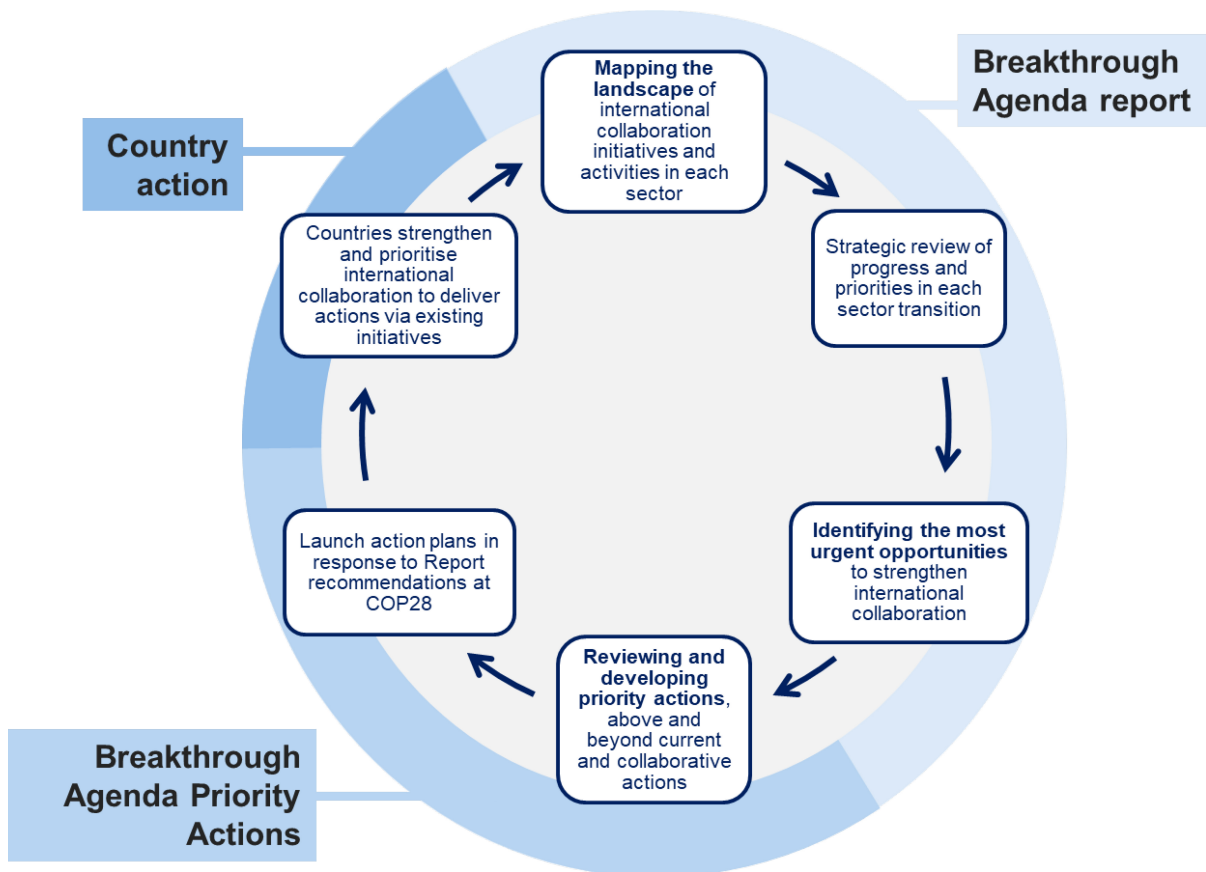 Breakthrough
Agenda report
Country
action
Mapping the
landscape of
international
collaboration
initiatives and
activities in each
sector
Strategic review of
progress and
priorities in each
sector transition
Identifying the most
urgent opportunities
to strengthen
international
collaboration
Reviewing and
developing
priority actions,
above and
beyond current
and collaborative
actions
Launch action plans in
response to Report
recommendations at
COP28
Countries strengthen
and prioritise
international
collaboration to deliver
actions via existing
initiatives
Breakthrough
Agenda Priority
Actions